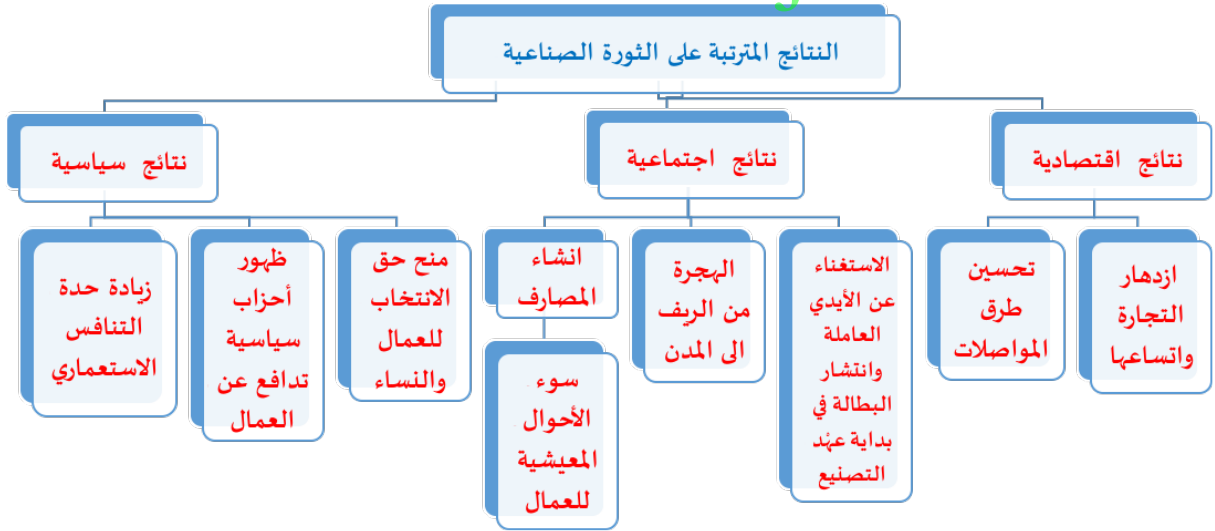 النتائج المترتبة على الثورة الصناعية
نتائج اقتصادية
نتائج اجتماعية
نتائج سياسية
ازدهار
التجارة
واتساعها
تحسين
طرق
المواصلات
الاستغناء
عن الأيدي
العاملة
وانتشار
البطالة في
بداية عهد
التصنيع
الهجرة
من الريف
الى المدن
انشاء
المصارف
سوء
الأحوال
المعيشية
للعمال
منح حق
الانتخاب
للعمال
والنساء
ظهور
أحزاب
سياسية
تدافع عن
العمال
زيادة حدة
التنافس
الاستعماري